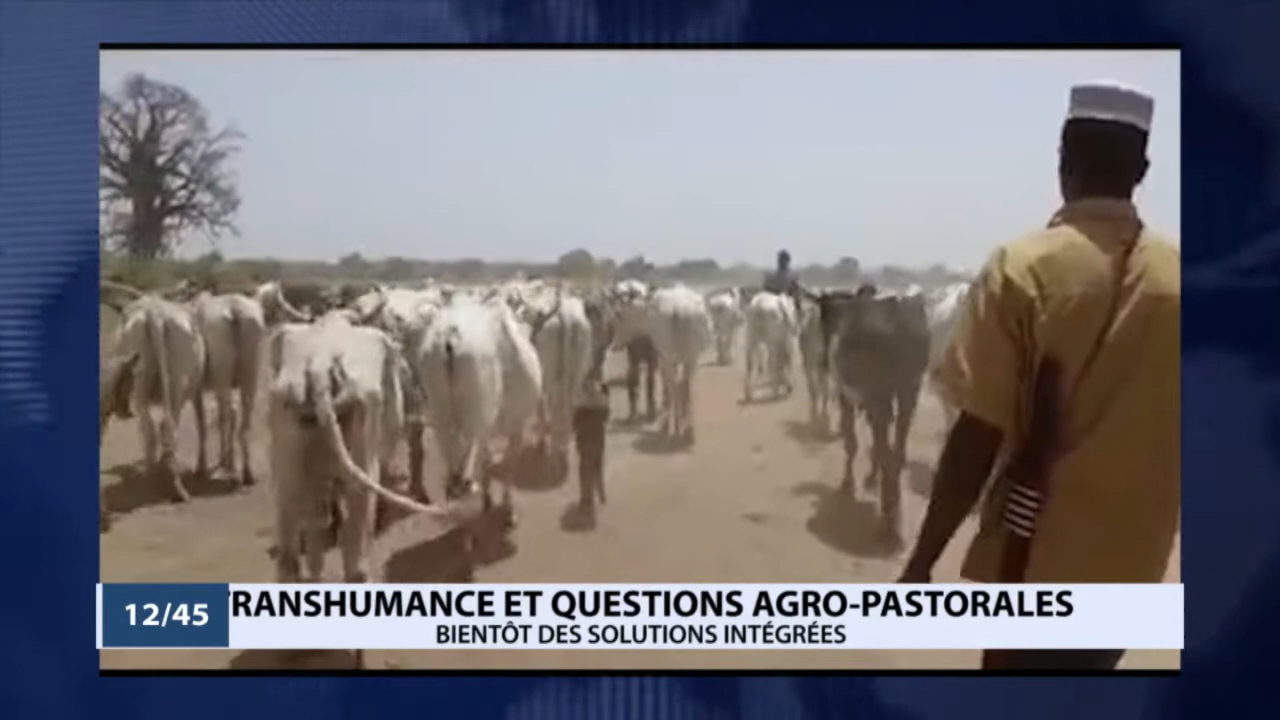 12/45
TRANSHUMANCE ET QUESTIONS AGRO-PASTORALES
BIENTÔT DES SOLUTIONS INTÉGRÉES